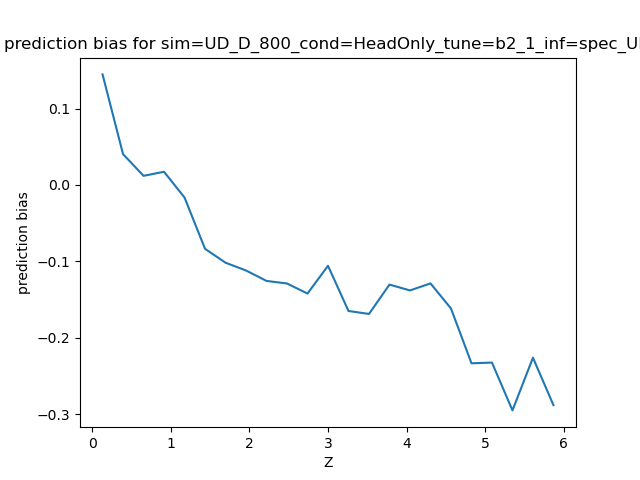 prediction bias for sim=UD_D_800_cond=HeadOnly_tune=b2_1_inf=spec_U
0.1
0.0
−0.1
−0.2
−0.3
prediction bias
0 1 2 3 4 5 6
Z